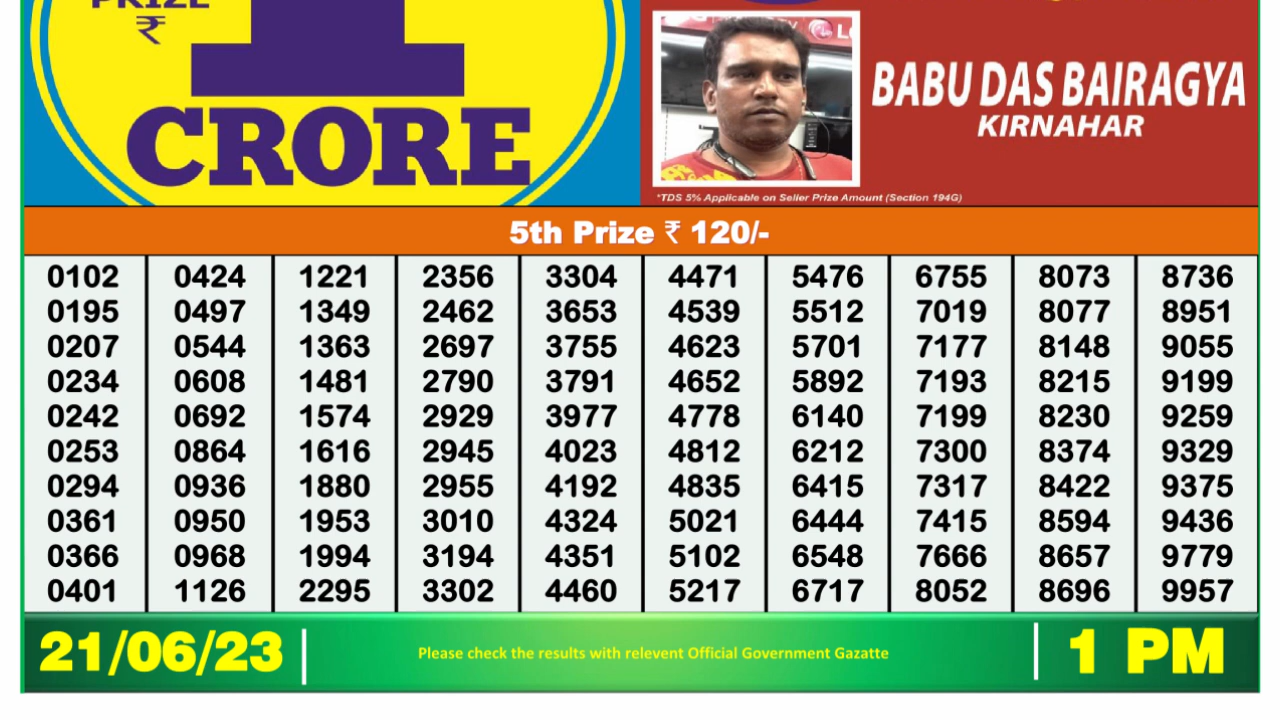 PRIZE
₹
1
CRORE
BABU DAS BAIRAGYA
KIRNAHAR
*TDS 5% Applicable on Seller Prize Amount (Section 194G)
5th Prize ₹ 120/-
0102 0424 1221 2356 3304 4471 5476 6755 8073 8736
0195 0497 1349 2462 3653 4539 5512 7019 8077 8951
0207 0544 1363 2697 3755 4623 5701 7177 8148 9055
0234 0608 1481 2790 3791 4652 5892 7193 8215 9199
0242 0692 1574 2929 3977 4778 6140 7199 8230 9259
0253 0864 1616 2945 4023 4812 6212 7300 8374 9329
0294 0936 1880 2955 4192 4835 6415 7317 8422 9375
0361 0950 1953 3010 4324 5021 6444 7415 8594 9436
0366 0968 1994 3194 4351 5102 6548 7666 8657 9779
0401 1126 2295 3302 4460 5217 6717 8052 8696 9957
21/06/23
Please check the results with relevent Official Government Gazatte
1 PM